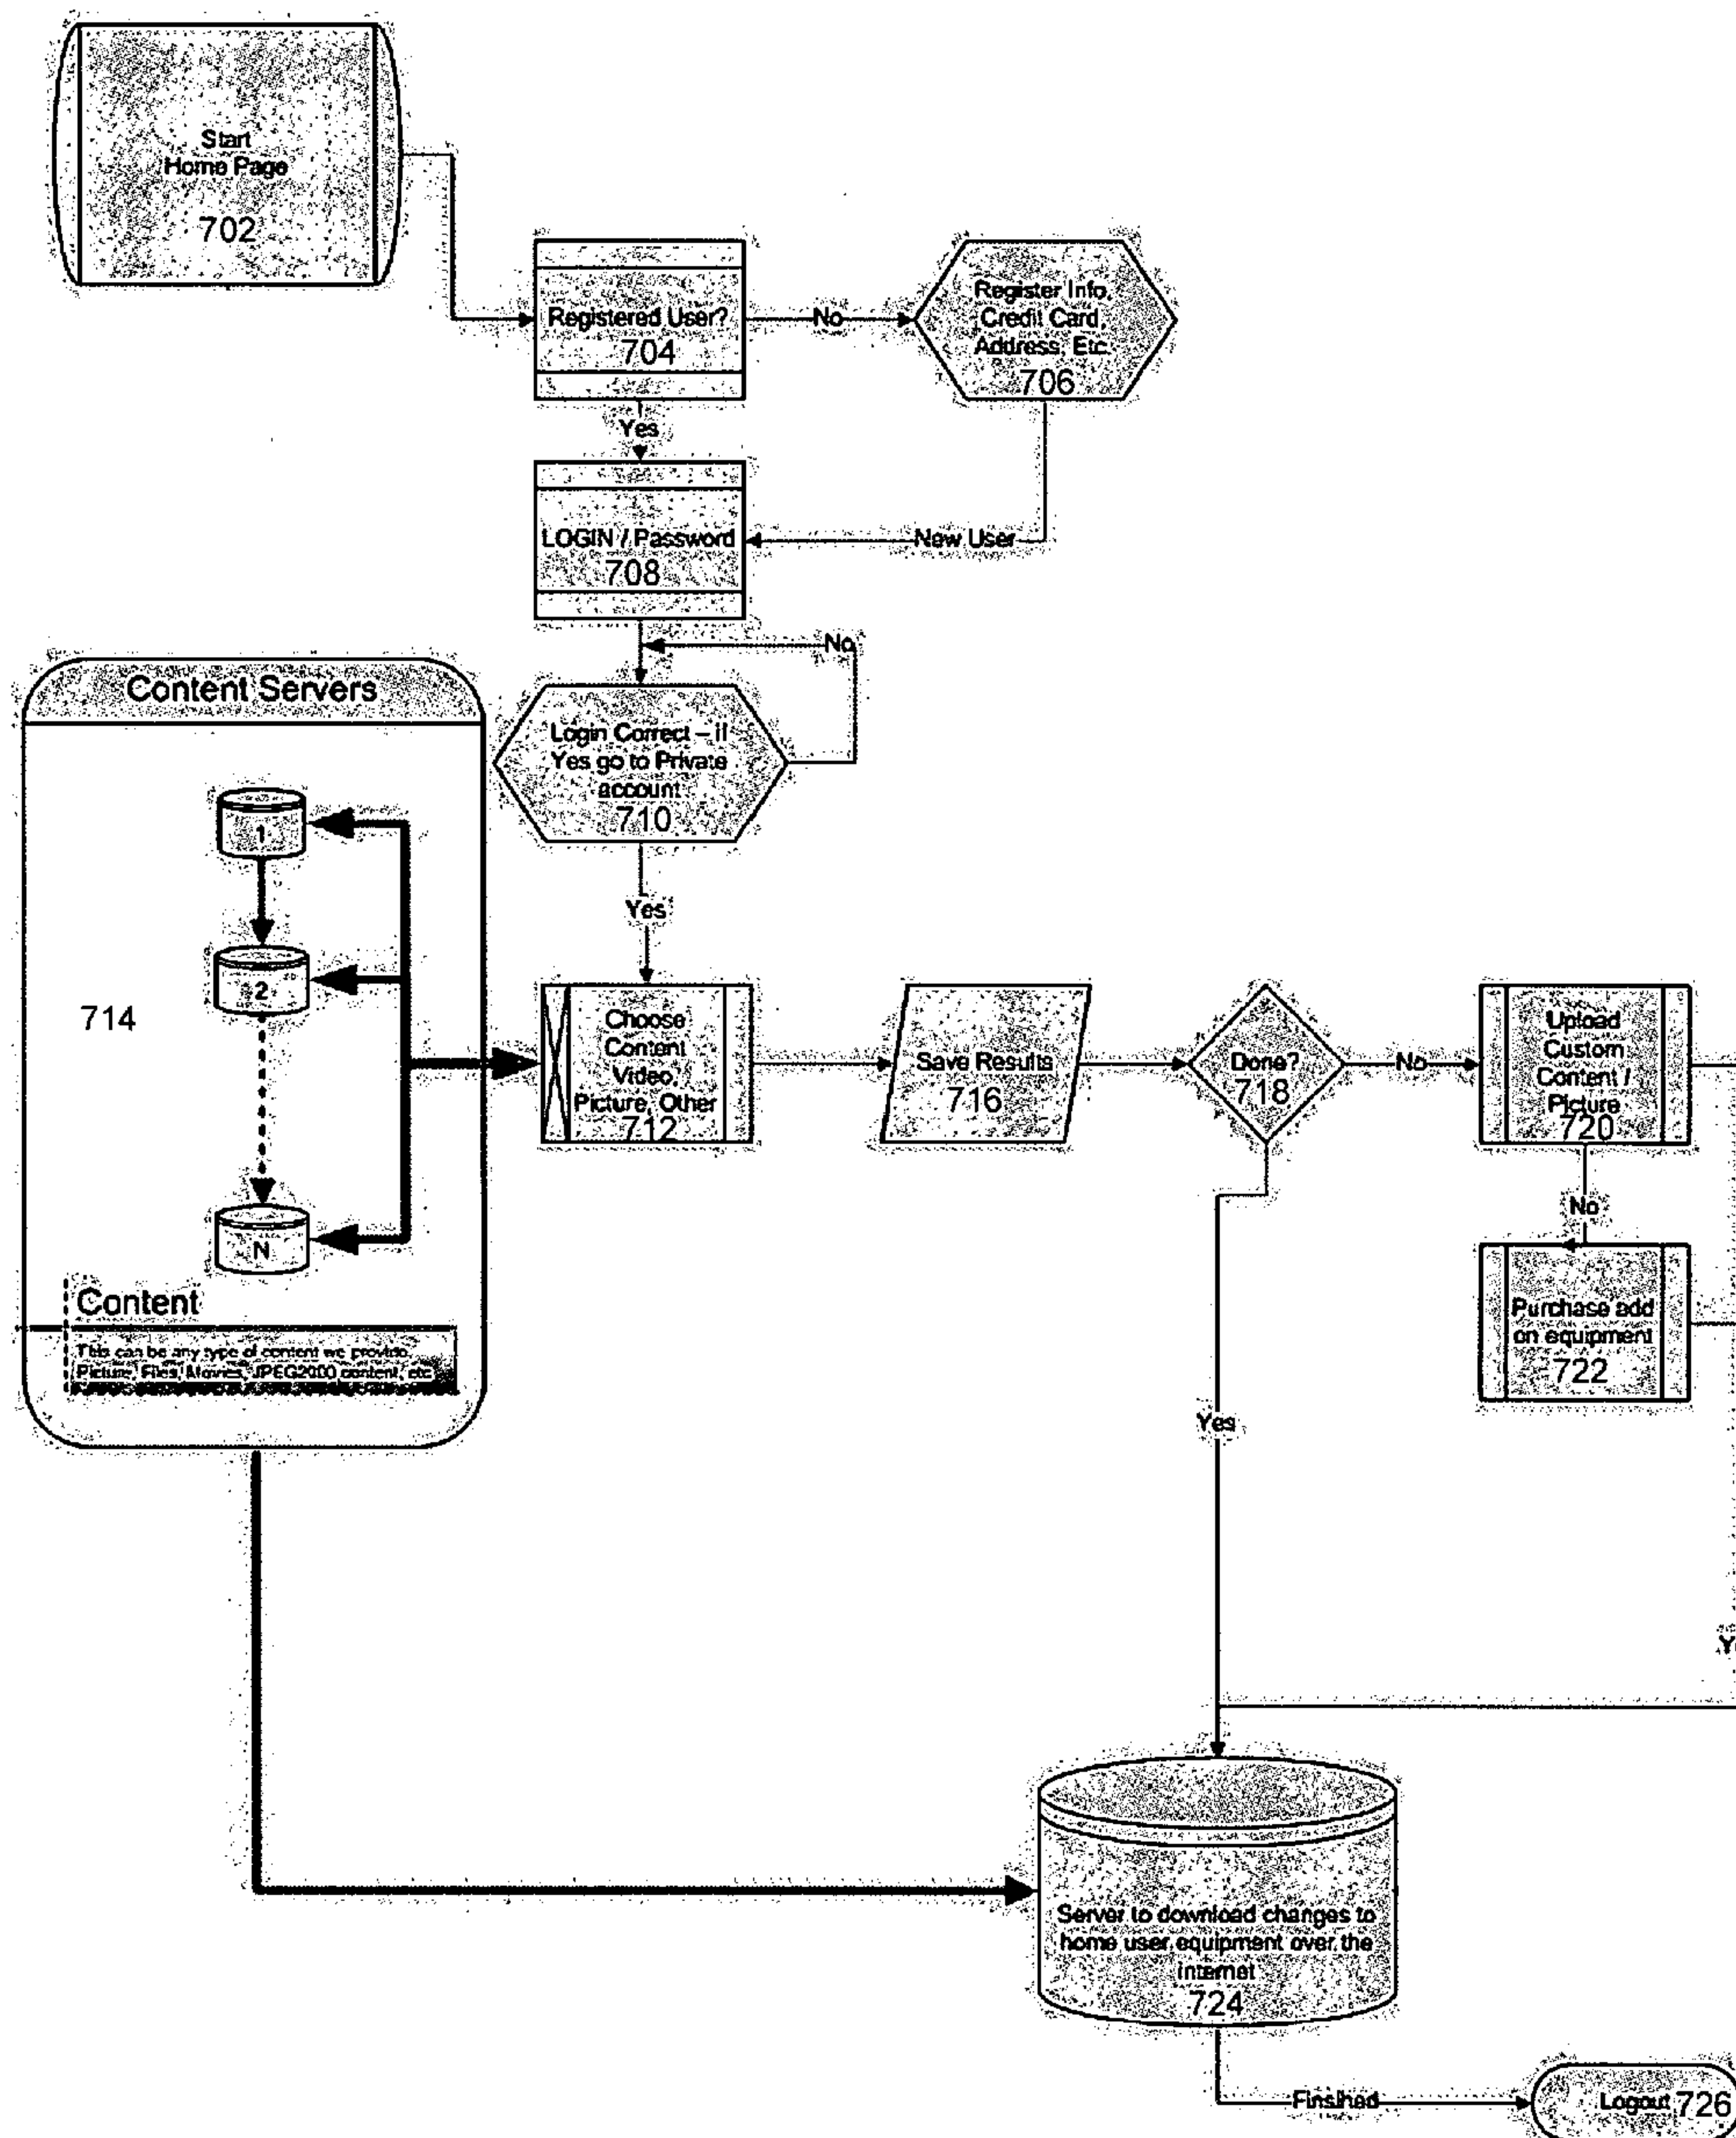 Start
Home Page
702
Registered User?
704
No
Register Info,
Credit Card,
Address, Etc
706
Yes
LOGIN / Password
708
New User
No
Login Correct – if
Yes go to Private
account
710
Yes
Content Servers
1
2
714
N
Content
This can be any type of content we provide.
Picture, Files, Movies, JPEG2000 content, etc
Choose
Content
Video,
Picture, Other
712
Save Results
716
Done?
718
No
Upload
Custom
Content /
Picture
720
No
Purchase add
on equipment
722
Yes
Server to download changes to
home user equipment over the
internet
724
Finsihed
Logout 726